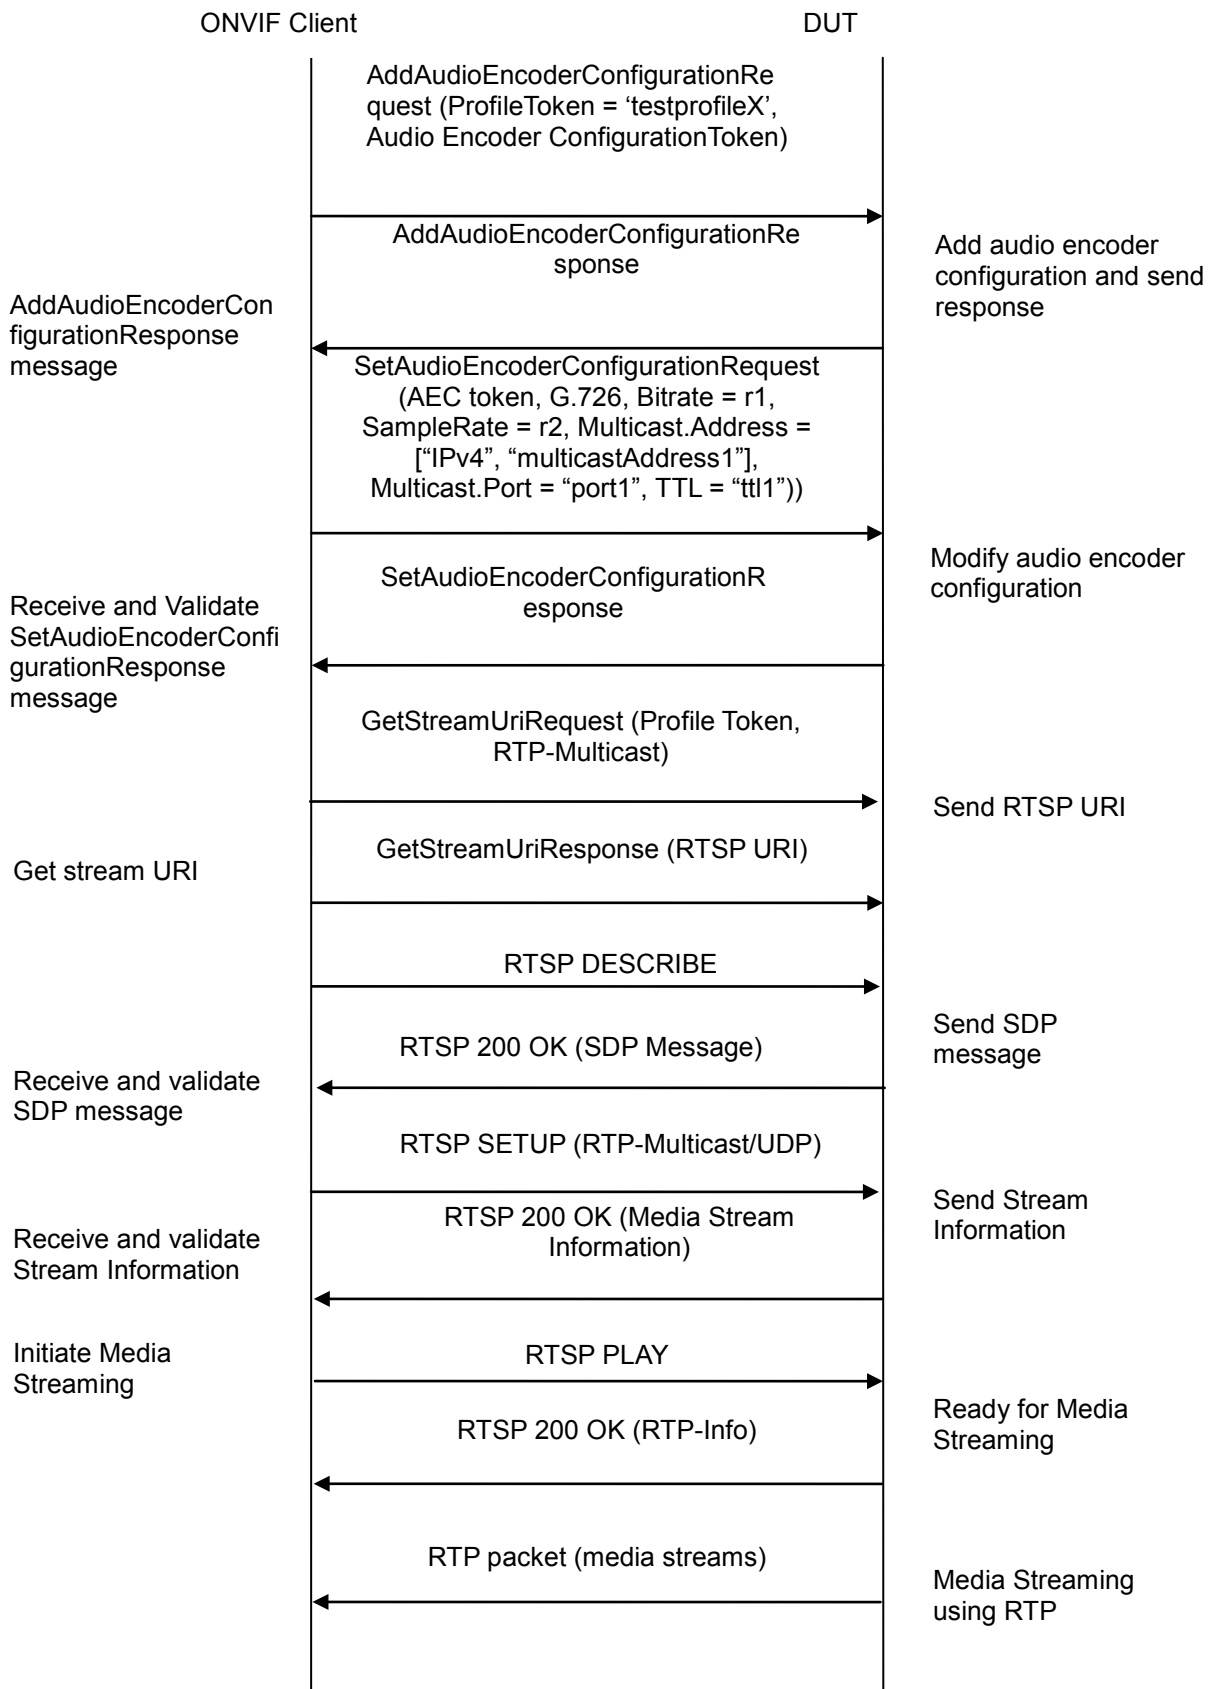 ONVIF Client
DUT
AddAudioEncoderConfigurationRe
quest (ProfileToken = ‘testprofileX’,
Audio Encoder ConfigurationToken)
AddAudioEncoderConfigurationRe
sponse
Add audio encoder
configuration and send
response
AddAudioEncoderCon
figurationResponse
message
SetAudioEncoderConfigurationRequest
(AEC token, G.726, Bitrate = r1,
SampleRate = r2, Multicast.Address =
[“IPv4”, “multicastAddress1”],
Multicast.Port = “port1”, TTL = “ttl1”))
Modify audio encoder
configuration
SetAudioEncoderConfigurationR
esponse
Receive and Validate
SetAudioEncoderConfi
gurationResponse
message
GetStreamUriRequest (Profile Token,
RTP-Multicast)
Send RTSP URI
GetStreamUriResponse (RTSP URI)
Get stream URI
RTSP DESCRIBE
Send SDP
message
RTSP 200 OK (SDP Message)
Receive and validate
SDP message
RTSP SETUP (RTP-Multicast/UDP)
Send Stream
Information
RTSP 200 OK (Media Stream
Information)
Receive and validate
Stream Information
Initiate Media
Streaming
RTSP PLAY
Ready for Media
Streaming
RTSP 200 OK (RTP-Info)
RTP packet (media streams)
Media Streaming
using RTP